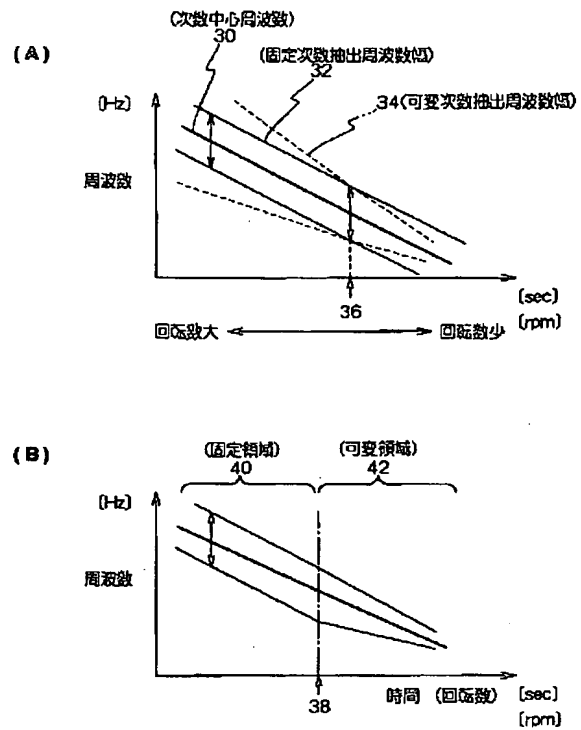 (A)
(次数中心周波数)
30
(固定次数抽出周波数幅)
32
34(可変次数抽出周波数幅)
[Hz]
周波数
36
[sec]
[rpm]
回転数大
回転数少
(B)
(固定領域)
40
(可変領域)
42
[Hz]
周波数
38
時間 (回転数)
[sec]
[rpm]